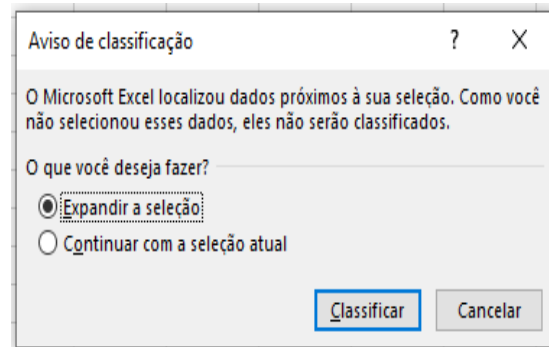 Aviso de classificação ? X
O Microsoft Excel localizou dados próximos à sua seleção. Como você
não selecionou esses dados, eles não serão classificados.
O que você deseja fazer?
Expandir a seleção
Continuar com a seleção atual
Classificar Cancelar